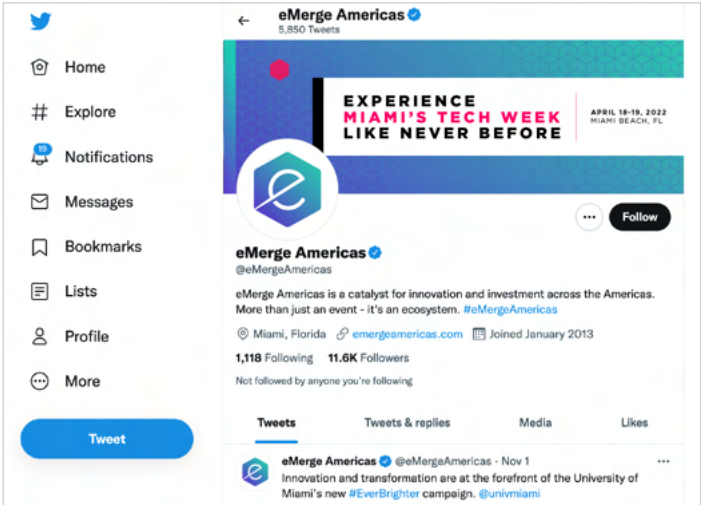 eMerge Americas
5,850 Tweets
Home
Explore
19
Notifications
Messages
Bookmarks
Lists
Profile
More
Tweet
EXPERIENCE
MIAMI'S TECH WEEK
LIKE NEVER BEFORE
APRIL 18-19, 2022
MIAMI BEACH, FL
e
Follow
eMerge Americas
@eMergeAmericas
eMerge Americas is a catalyst for innovation and investment across the Americas.
More than just an event - it's an ecosystem. #eMergeAmericas
Miami, Florida emergeamericas.com Joined January 2013
1,118 Following 11.6K Followers
Not followed by anyone you're following
Tweets Tweets & replies Media Likes
e
eMerge Americas @eMergeAmericas · Nov 1
Innovation and transformation are at the forefront of the University of
Miami's new #EverBrighter campaign. @univmiami